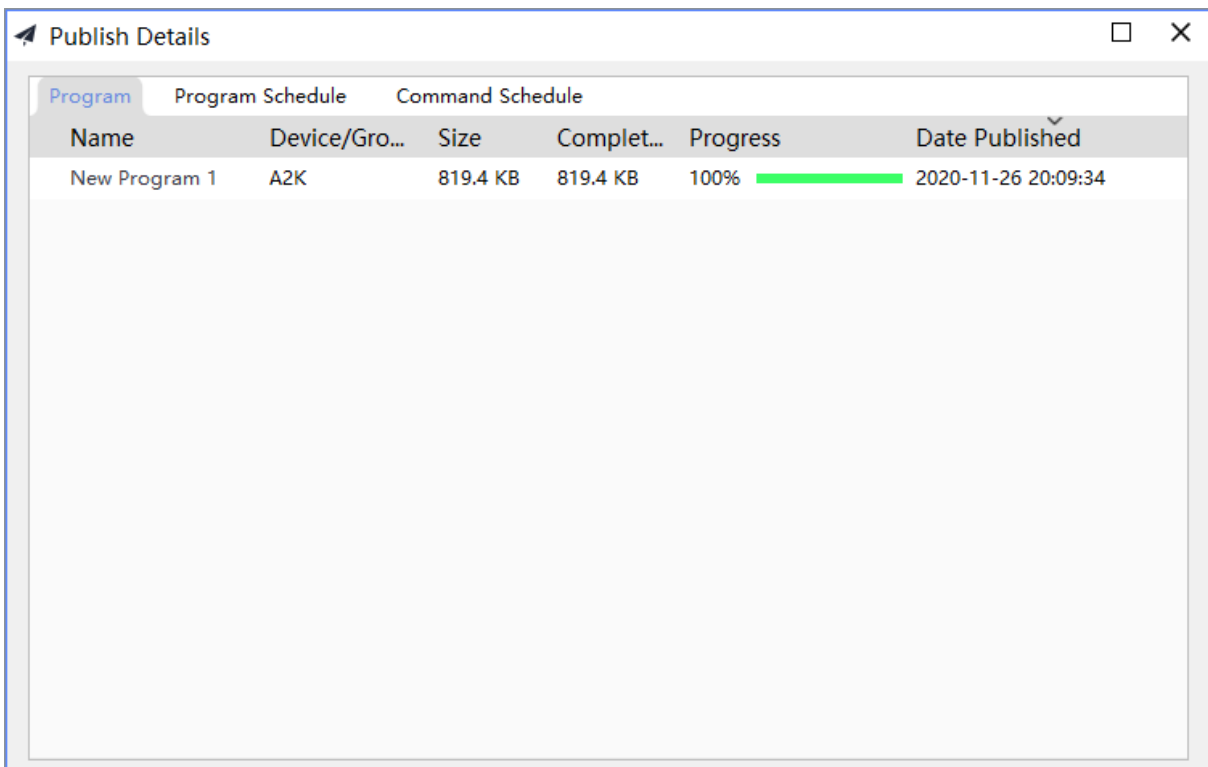 Publish Details
Program Program Schedule Command Schedule
Name Device/Gro... Size Complet... Progress Date Published
New Program 1 A2K 819.4 KB 819.4 KB 100% 2020-11-26 20:09:34